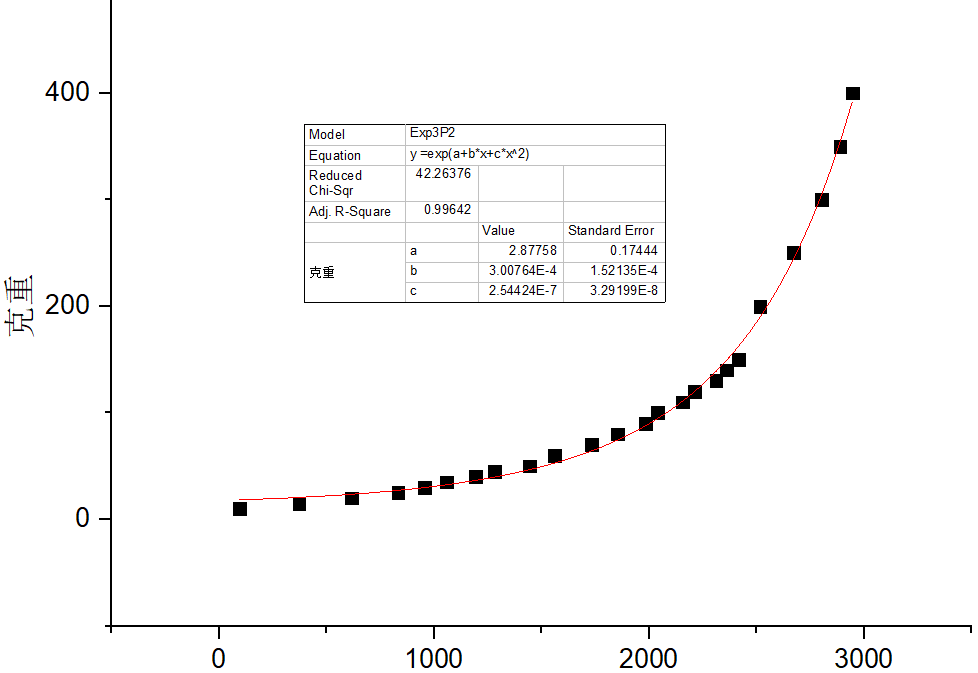 400
200
0
克重
Model Exp3P2
Equation y =exp(a+b*x+c*x^2)
Reduced 42.26376
Chi-Sqr
Adj. R-Square 0.99642
Value Standard Error
克重 a 2.87758 0.17444
b 3.00764E-4 1.52135E-4
c 2.54424E-7 3.29199E-8
0 1000 2000 3000